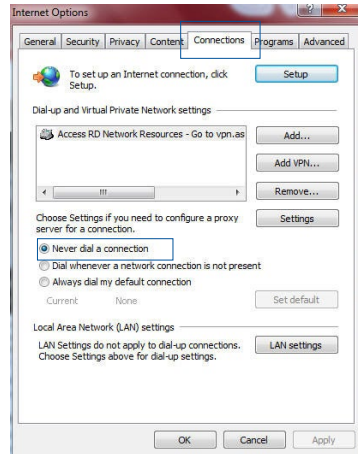 Internet Options
General Security Privacy Content Connections Programs Advanced
To set up an Internet connection, click Setup.
Setup
Dial-up and Virtual Private Network settings
Access RD Network Resources - Go to vpn.as
Add...
Add VPN...
Remove...
Choose Settings if you need to configure a proxy
server for a connection.
Settings
Never dial a connection
Dial whenever a network connection is not present
Always dial my default connection
Current None
Set default
Local Area Network (LAN) settings
LAN Settings do not apply to dial-up connections.
Choose Settings above for dial-up settings.
LAN settings
OK Cancel Apply